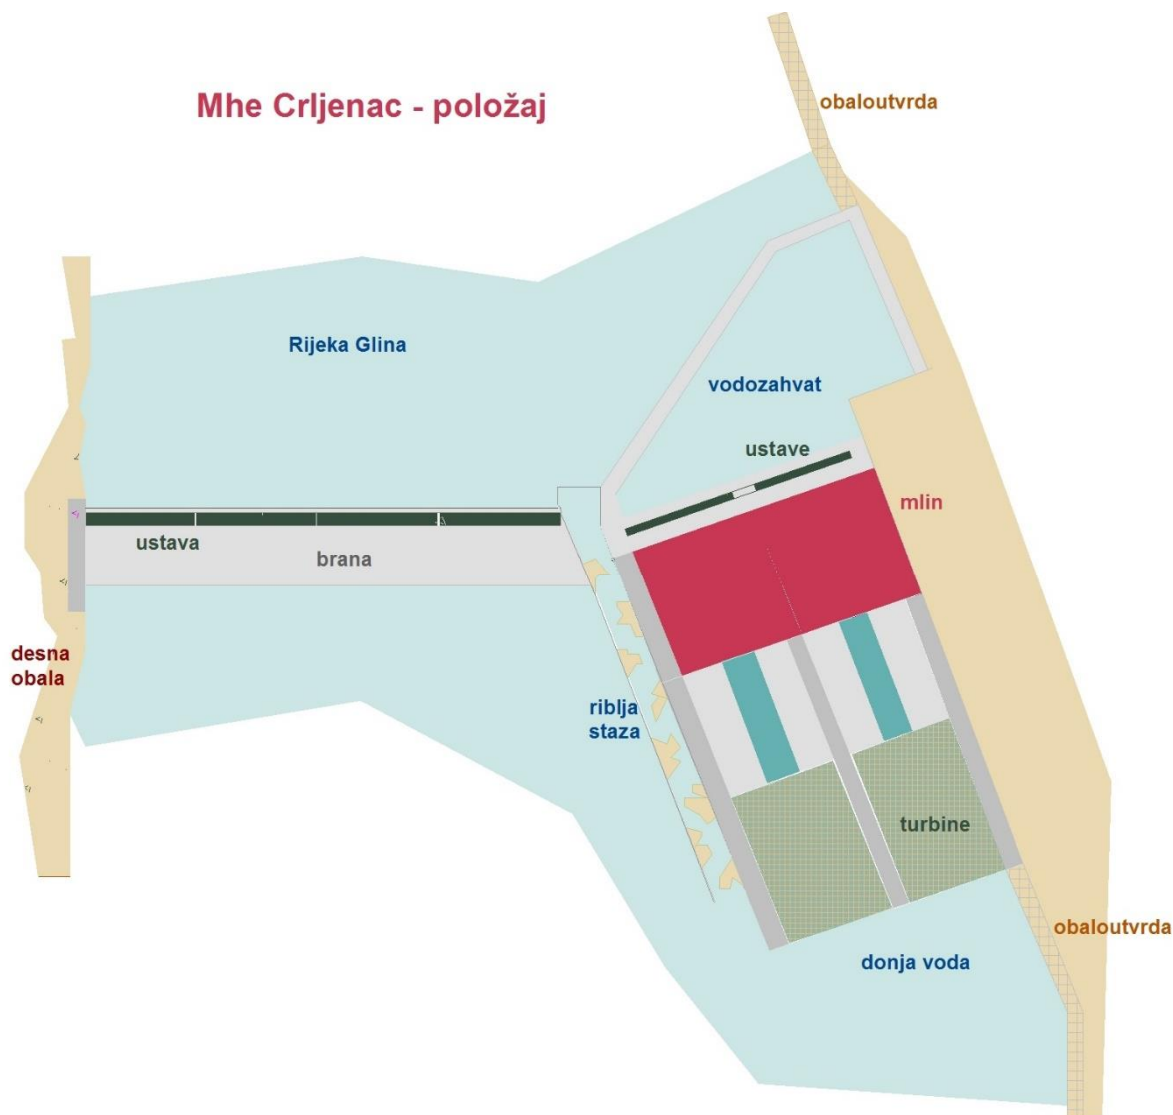 Mhe Crljenac - položaj
obaloutvrda
Rijeka Glina
vodozahvat
ustave
mlin
ustava
brana
desna
obala
riblja
staza
turbine
obaloutvrda
donja voda